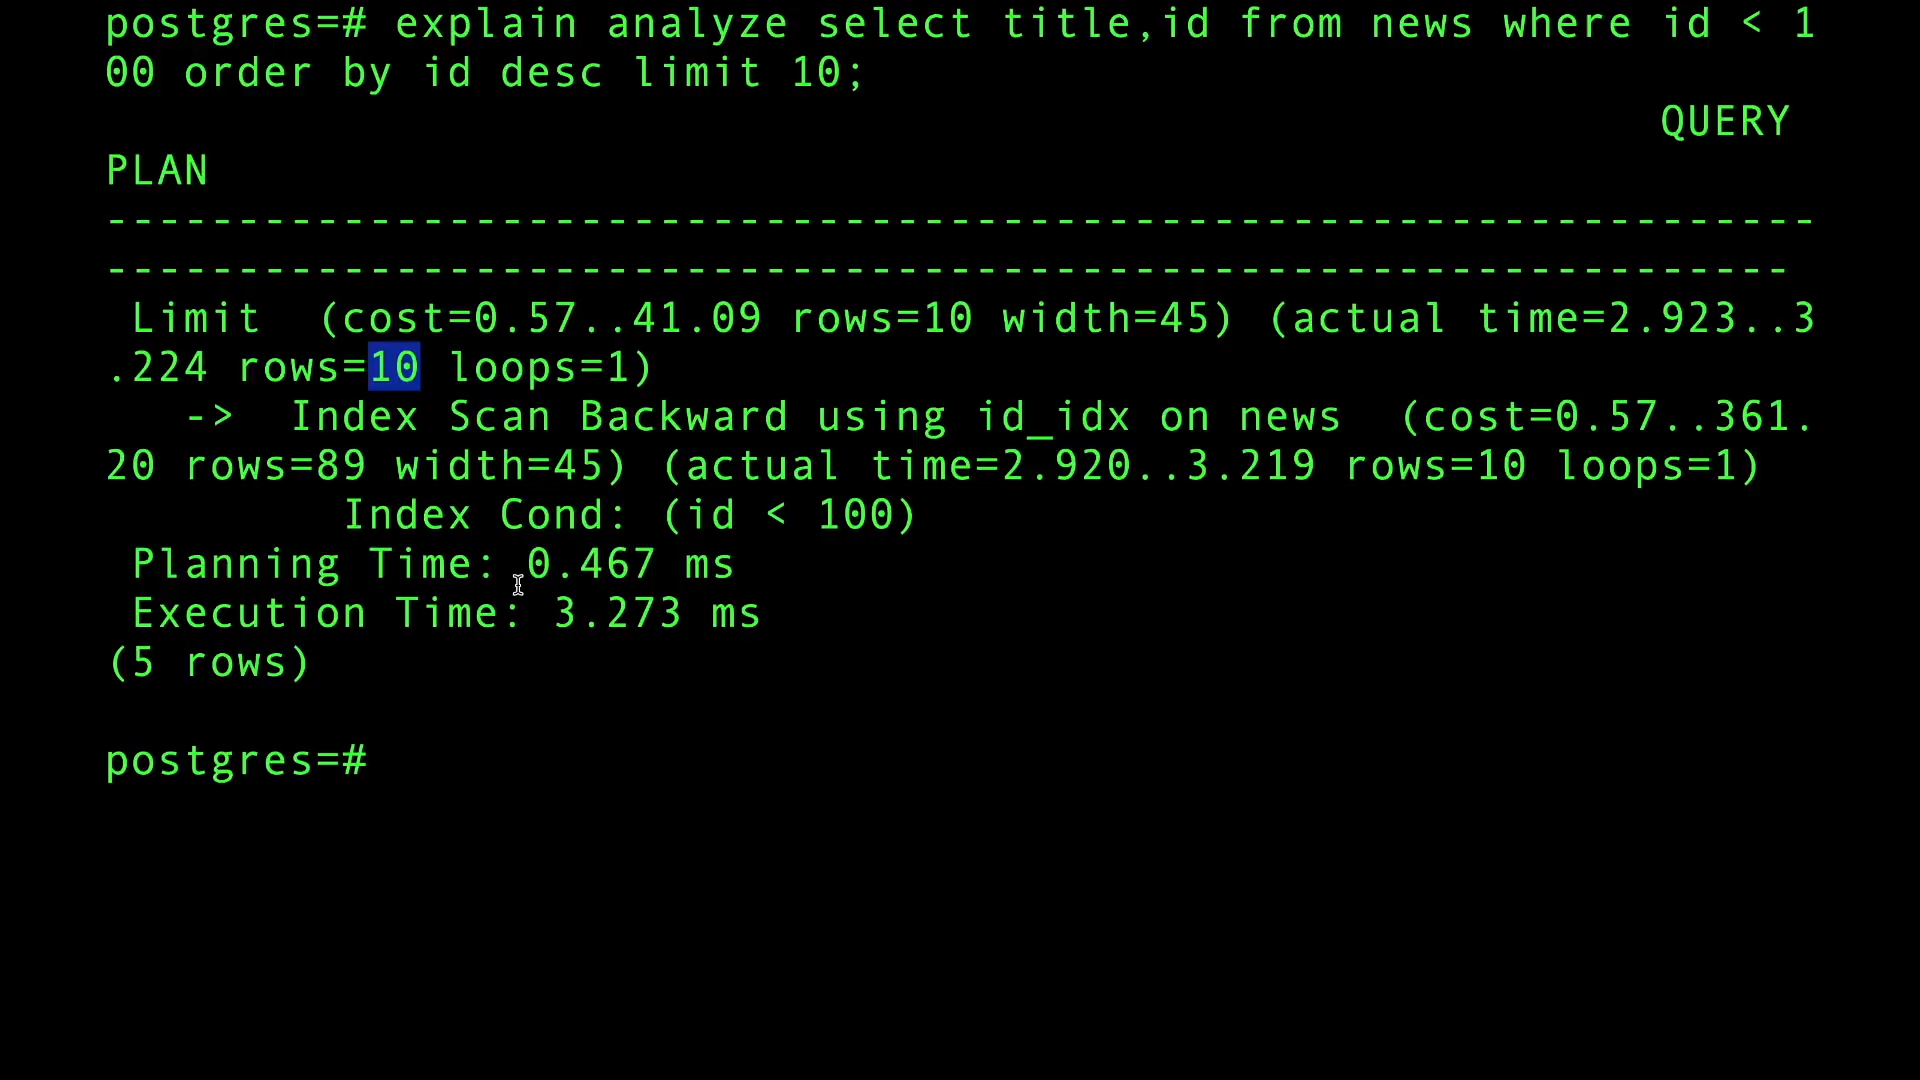 postgres=# explain analyze select title,id from news where id < 1
00 order by id desc limit 10;
QUERY
PLAN
-----------------------------------------------------------------
----------------------------------------------------------------
Limit  (cost=0.57..41.09 rows=10 width=45) (actual time=2.923..3
.224 rows=10 loops=1)
->  Index Scan Backward using id_idx on news  (cost=0.57..361.
20 rows=89 width=45) (actual time=2.920..3.219 rows=10 loops=1)
Index Cond: (id < 100)
Planning Time: 0.467 ms
Execution Time: 3.273 ms
(5 rows)
postgres=#